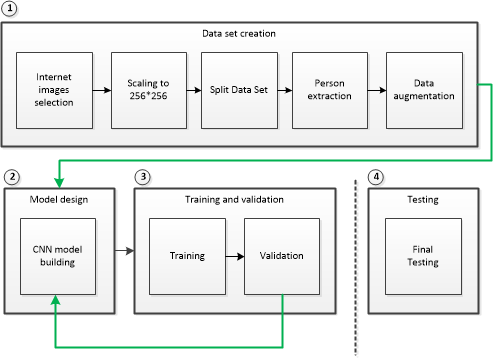 1
Data set creation
Internet
images
selection
Scaling to
256*256
Split Data Set
Person
extraction
Data
augmentation
2
Model design
CNN model
building
3
Training and validation
Training
Validation
4
Testing
Final
Testing